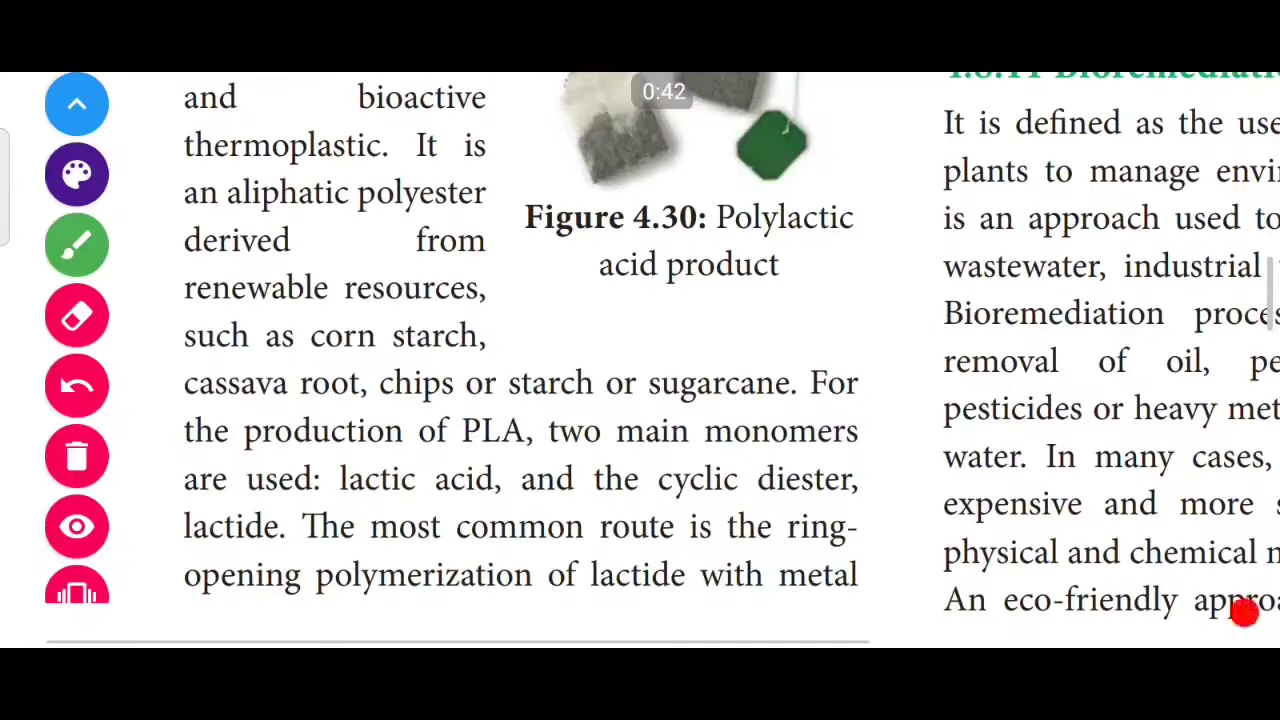 and bioactive
thermoplastic. It is
an aliphatic polyester
derived from
renewable resources,
such as corn starch,
cassava root, chips or starch or sugarcane. For
the production of PLA, two main monomers
are used: lactic acid, and the cyclic diester,
lactide. The most common route is the ring-
opening polymerization of lactide with metal
0:42
Figure 4.30: Polylactic
acid product
It is defined as the use
plants to manage
is an approach used to
wastewater, industrial
Bioremediation
removal of oil,
pesticides or heavy
water. In many cases,
expensive and more
physical and chemical
An eco-friendly